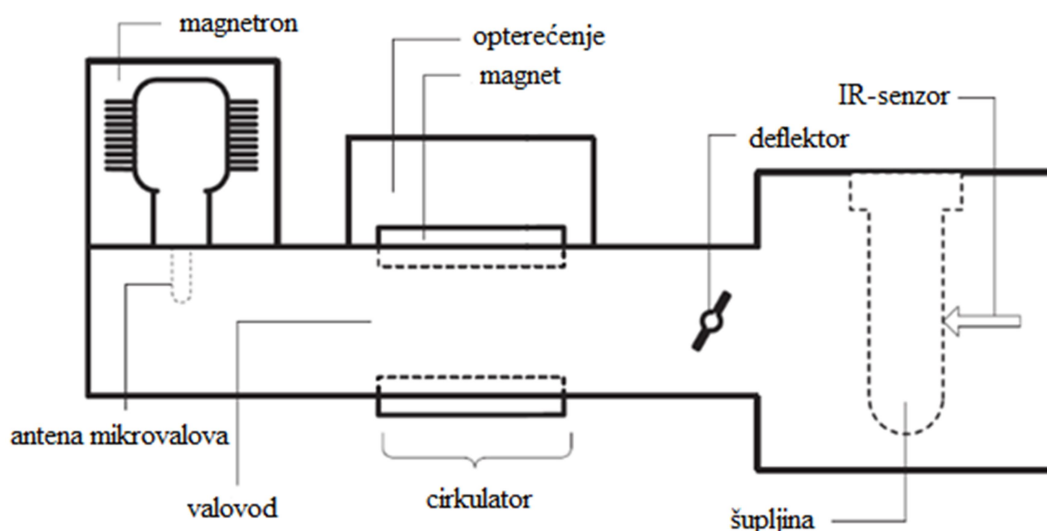 magnetron
opterećenje
magnet
IR-senzor
deflektor
antena mikrovalova
valovod
cirkulator
šupljina